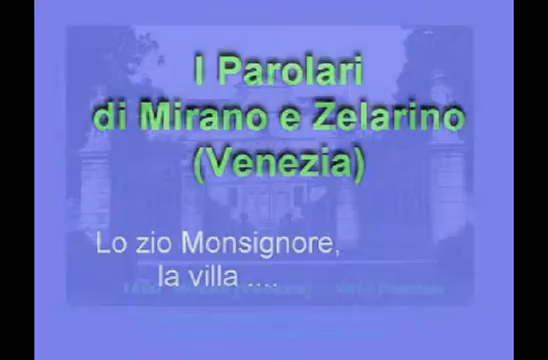 I Parolari
di Mirano e Zelarino
(Venezia)
Lo zio Monsignore,
la villa ....